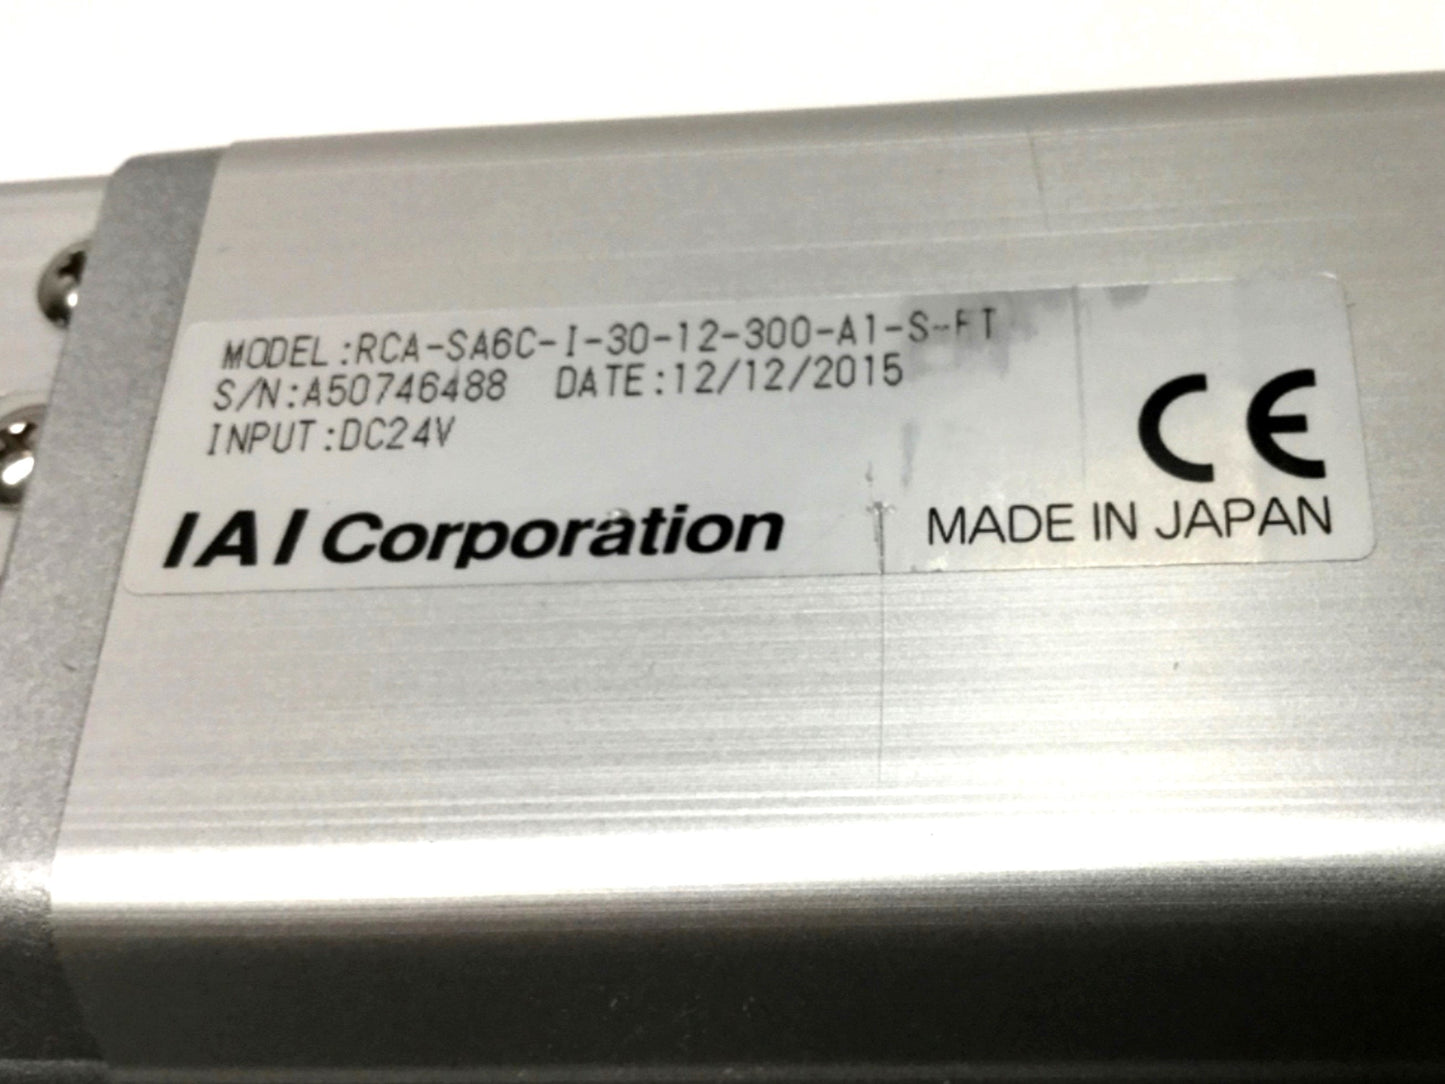 MODEL:RCA-SA6C-I-30-12-300-A1-S-FT
S/N:A50746488 DATE:12/12/2015
INPUT:DC24V
CE
IAI Corporation
MADE IN JAPAN